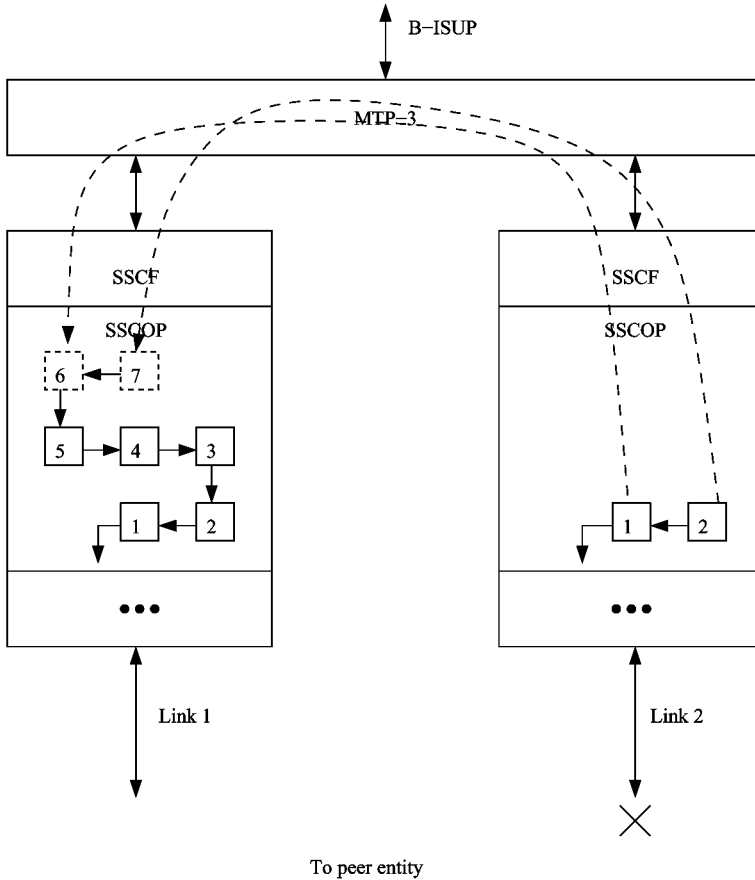 B-ISUP
MTP-3
SSCF
SSCF
SSCOP
SSCOP
6
7
5
4
3
1
2
1
2
Link 1
Link 2
To peer entity